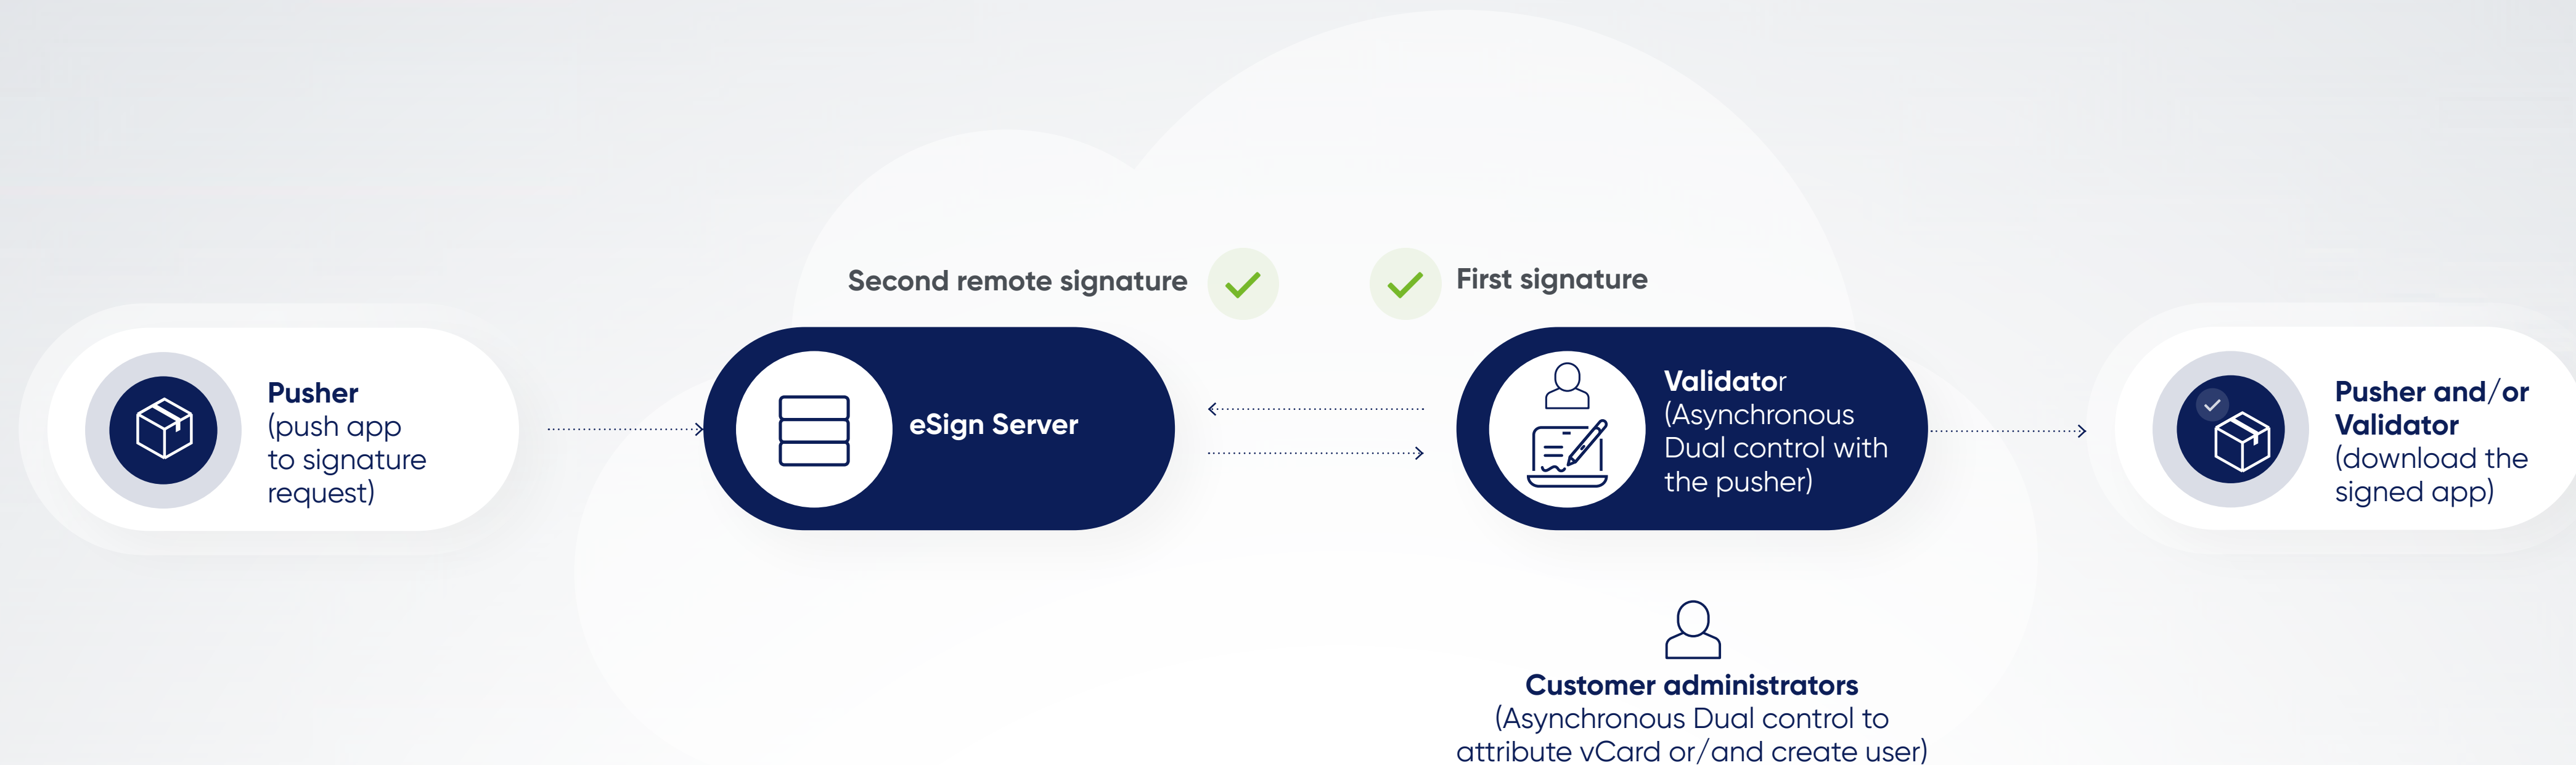 Second remote signature
First signature
Pusher
(push app
to signature
request)
eSign Server
Validator
(Asynchronous
Dual control with
the pusher)
Pusher and/or
Validator
(download the
signed app)
Customer administrators
(Asynchronous Dual control to
attribute vCard or/and create user)